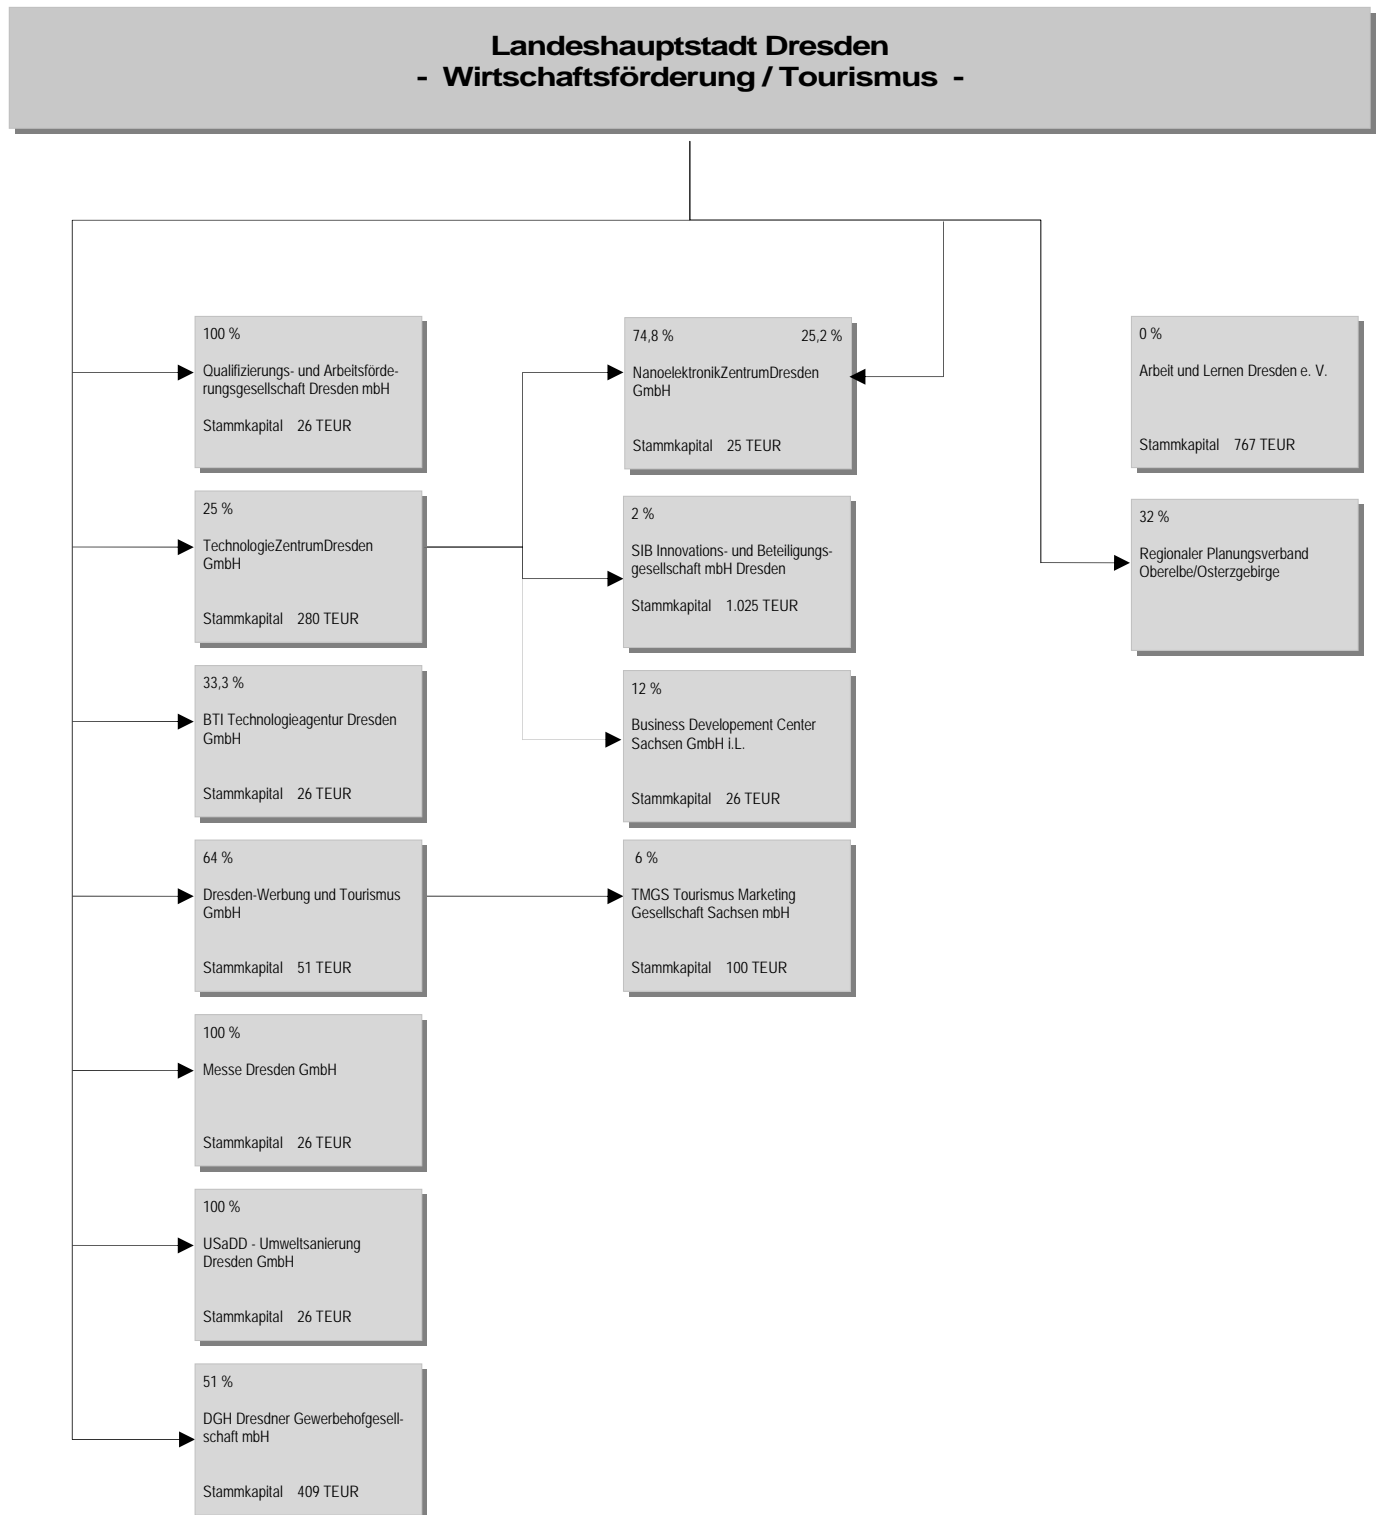 Landeshauptstadt Dresden
- Wirtschaftsförderung / Tourismus -
100 %
Qualifizierungs- und Arbeitsförde-
rungsgesellschaft Dresden mbH
Stammkapital 26 TEUR
25 %
TechnologieZentrumDresden
GmbH
Stammkapital 280 TEUR
33,3 %
BTI Technologieagentur Dresden
GmbH
Stammkapital 26 TEUR
64 %
Dresden-Werbung und Tourismus
GmbH
Stammkapital 51 TEUR
100 %
Messe Dresden GmbH
Stammkapital 26 TEUR
100 %
USaDD - Umweltsanierung
Dresden GmbH
Stammkapital 26 TEUR
51 %
DGH Dresdner Gewerbehofgesell-
schaft mbH
Stammkapital 409 TEUR
74,8 % 25,2 %
NanoelektronikZentrumDresden
GmbH
Stammkapital 25 TEUR
2 %
SIB Innovations- und Beteiligungs-
gesellschaft mbH Dresden
Stammkapital 1.025 TEUR
12 %
Business Developement Center
Sachsen GmbH i.L.
Stammkapital 26 TEUR
6 %
TMGS Tourismus Marketing
Gesellschaft Sachsen mbH
Stammkapital 100 TEUR
0 %
Arbeit und Lernen Dresden e. V.
Stammkapital 767 TEUR
32 %
Regionaler Planungsverband
Oberelbe/Osterzgebirge